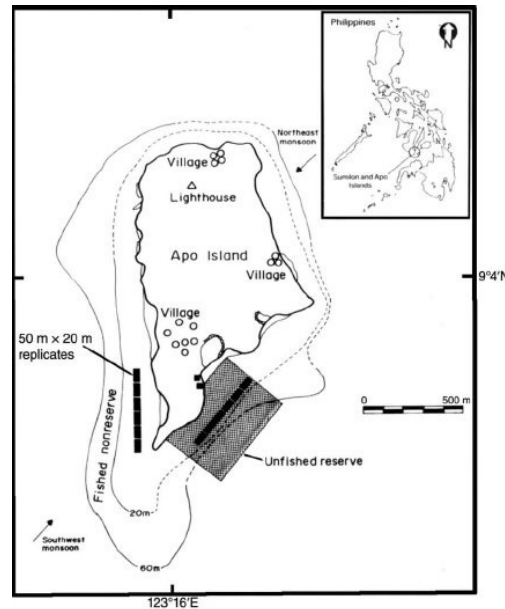 Philippines
N
Sumilon and Apo
Islands
Northeast
monsoon
Village
Lighthouse
Apo Island
Village
9°4'N
Village
50 m × 20 m
replicates
0
500 m
Fished nonreserve
Unfished reserve
20m
Southwest
monsoon
60m
123°16'E